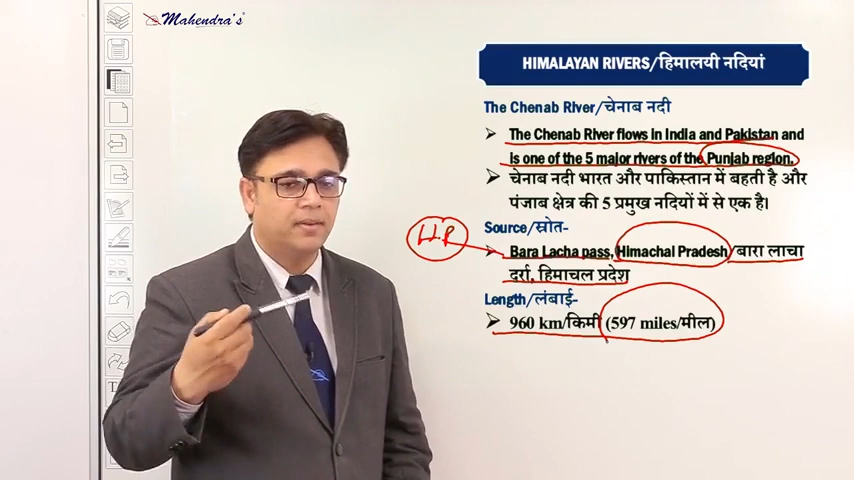 Mahendra's
HIMALAYAN RIVERS/हिमालयी नदियां
The Chenab River/चेनाब नदी
➢ The Chenab River flows in India and Pakistan and
is one of the 5 major rivers of the Punjab region.
➢ चेनाब नदी भारत और पाकिस्तान में बहती है और
पंजाब क्षेत्र की 5 प्रमुख नदियों में से एक है।
Source/स्रोत-
H.P
➢ Bara Lacha pass, Himachal Pradesh/बारा लाचा
दर्रा, हिमाचल प्रदेश
Length/लंबाई-
➢ 960 km/किमी (597 miles/मील)